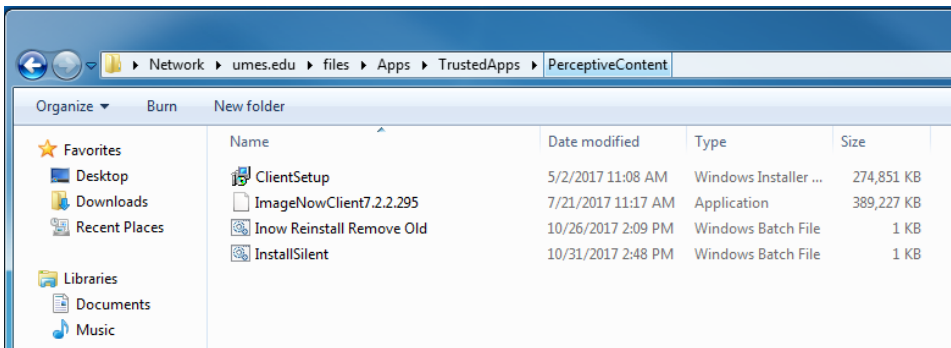 Network umes.edu files Apps TrustedApps PerceptiveContent
Organize Burn New folder
Favorites
Desktop
Downloads
Recent Places
Libraries
Documents
Music
Name Date modified Type Size
ClientSetup 5/2/2017 11:08 AM Windows Installer ... 274,851 KB
ImageNowClient7.2.2.295 7/21/2017 11:17 AM Application 389,227 KB
Inow Reinstall Remove Old 10/26/2017 2:09 PM Windows Batch File 1 KB
InstallSilent 10/31/2017 2:48 PM Windows Batch File 1 KB